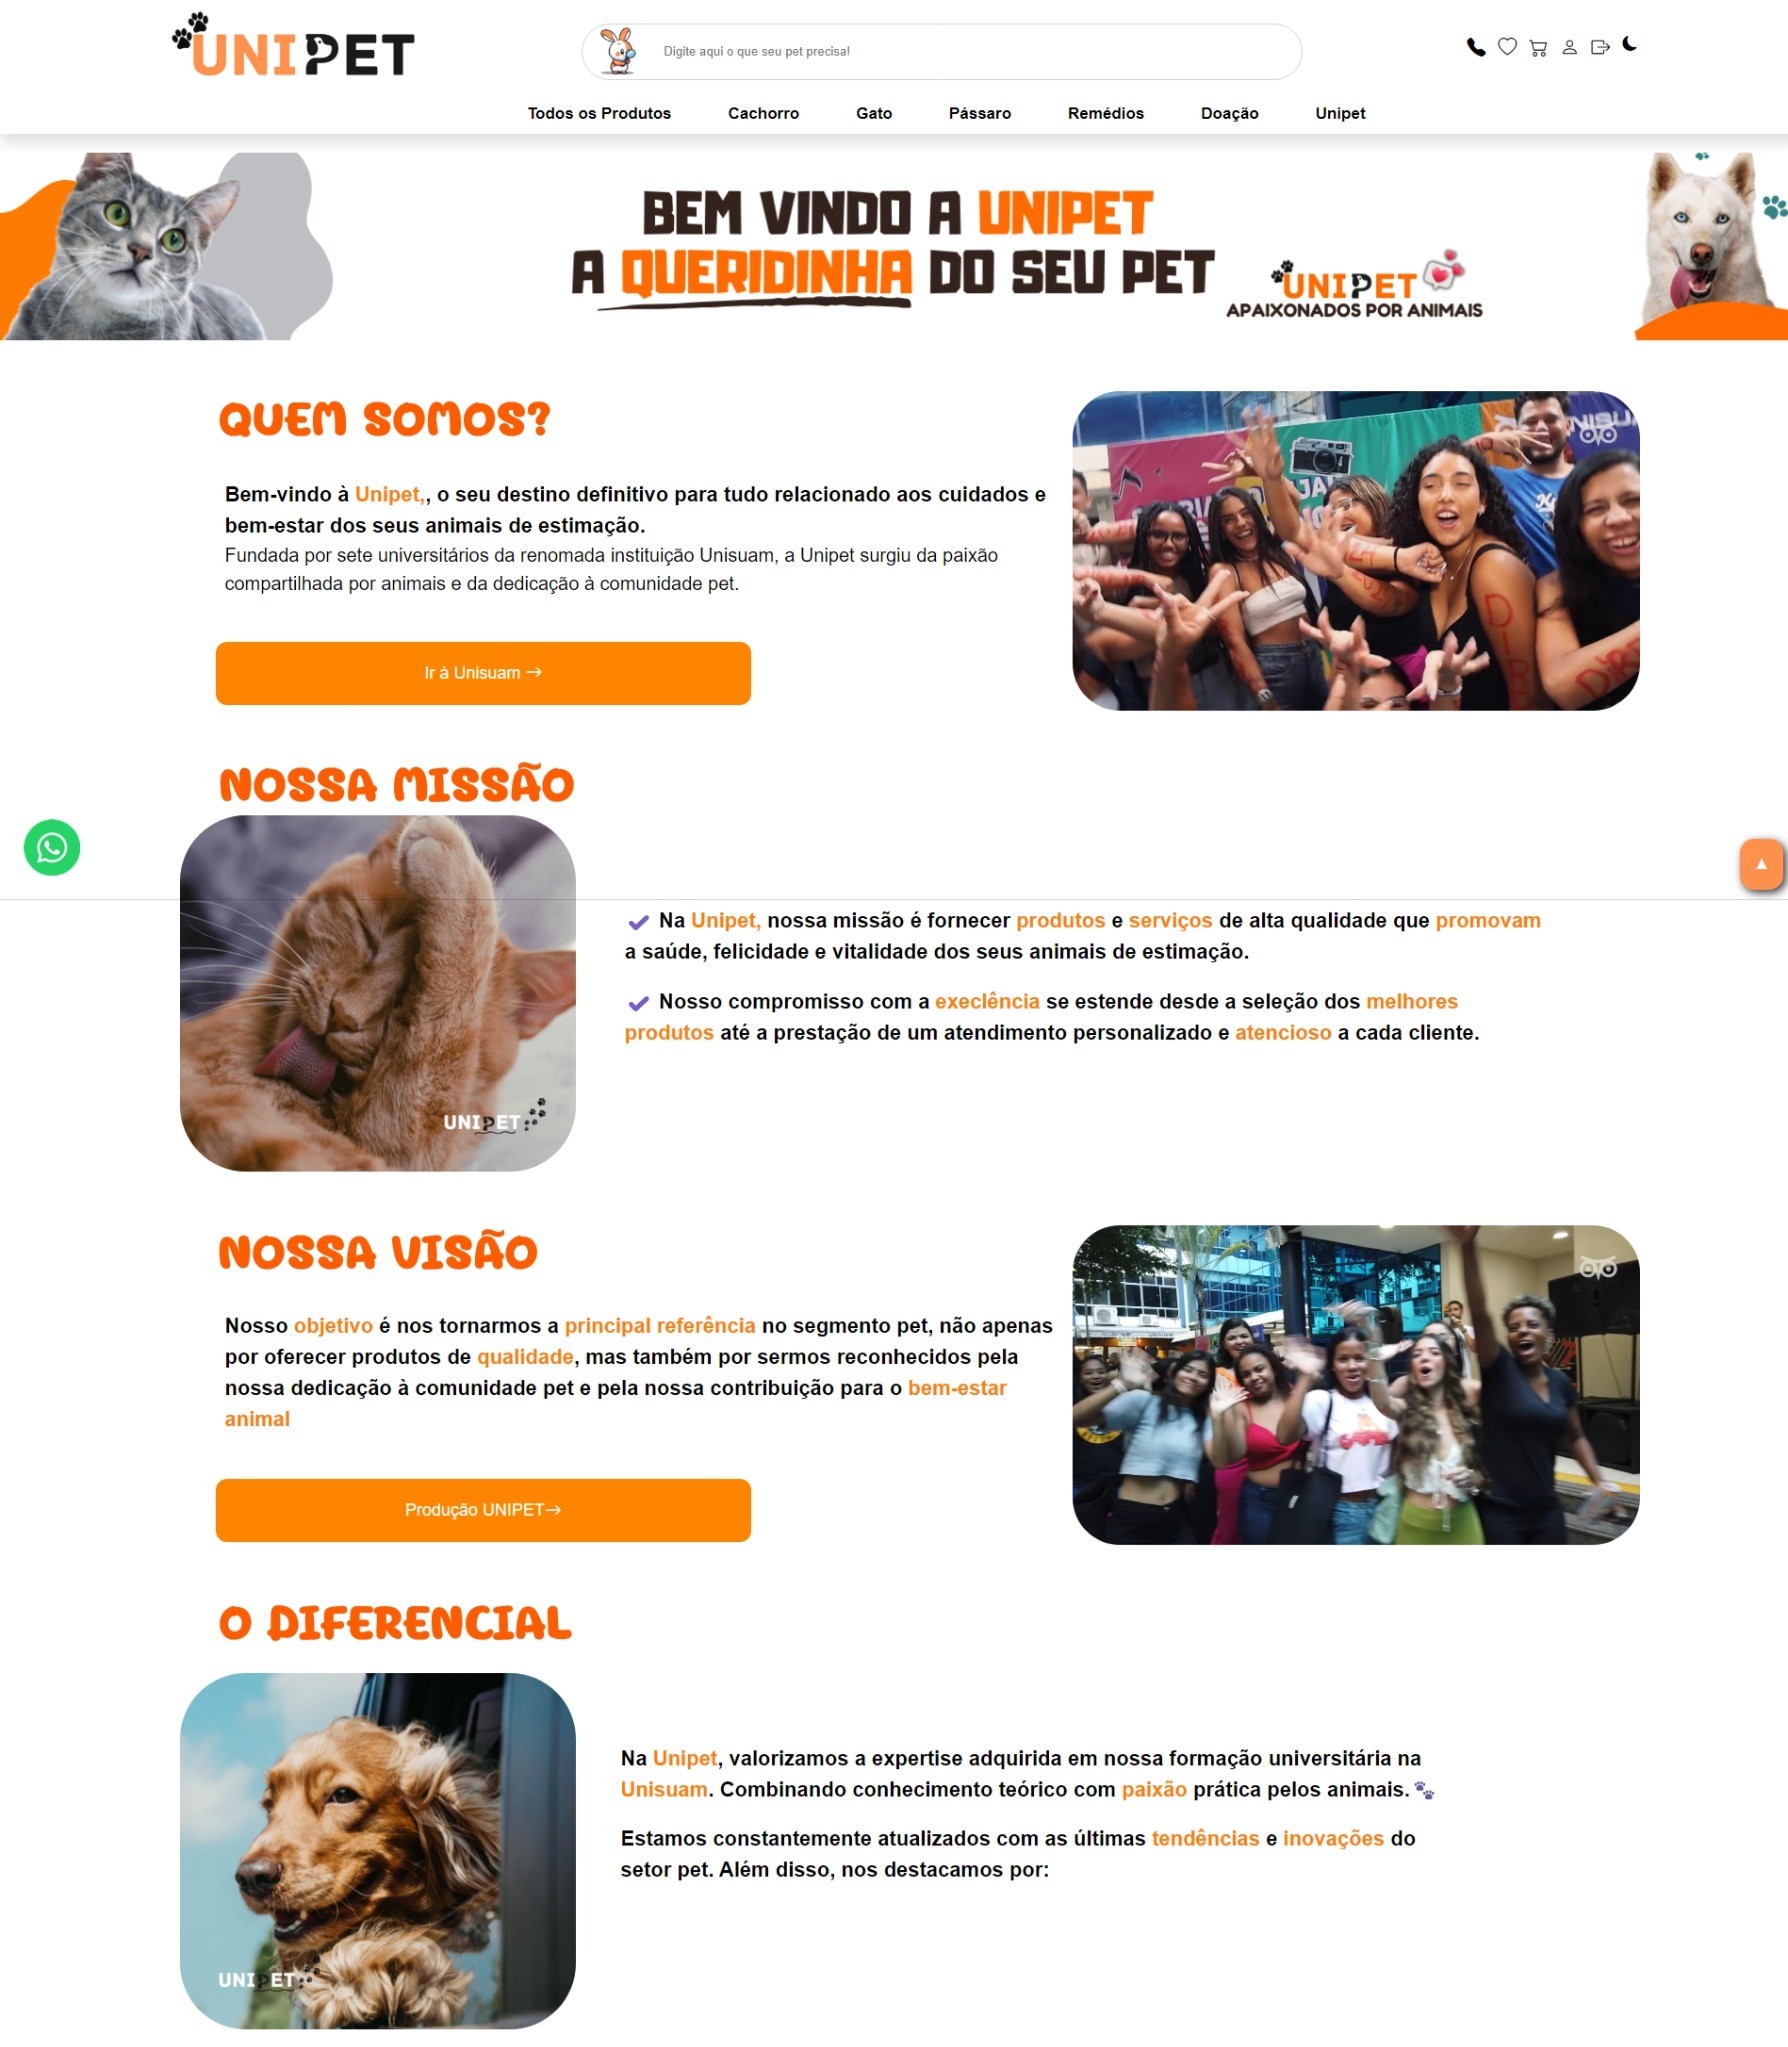 UNIPET
Digite aqui o que seu pet precisa!
Todos os Produtos
Cachorro
Gato
Pássaro
Remédios
Doação
Unipet
BEM VINDO A UNIPET
A QUERIDINHA DO SEU PET
UNIPET
APAIXONADOS POR ANIMAIS
QUEM SOMOS?
Bem-vindo à Unipet,, o seu destino definitivo para tudo relacionado aos cuidados e
bem-estar dos seus animais de estimação.
Fundada por sete universitários da renomada instituição Unisuam, a Unipet surgiu da paixão
compartilhada por animais e da dedicação à comunidade pet.
Ir à Unisuam →
NOSSA MISSÃO
Na Unipet, nossa missão é fornecer produtos e serviços de alta qualidade que promovam
a saúde, felicidade e vitalidade dos seus animais de estimação.
Nosso compromisso com a execlência se estende desde a seleção dos melhores
produtos até a prestação de um atendimento personalizado e atencioso a cada cliente.
UNIPET
NOSSA VISÃO
Nosso objetivo é nos tornarmos a principal referência no segmento pet, não apenas
por oferecer produtos de qualidade, mas também por sermos reconhecidos pela
nossa dedicação à comunidade pet e pela nossa contribuição para o bem-estar
animal
Produção UNIPET→
O DIFERENCIAL
Na Unipet, valorizamos a expertise adquirida em nossa formação universitária na
Unisuam. Combinando conhecimento teórico com paixão prática pelos animais.
Estamos constantemente atualizados com as últimas tendências e inovações do
setor pet. Além disso, nos destacamos por:
UNIPET